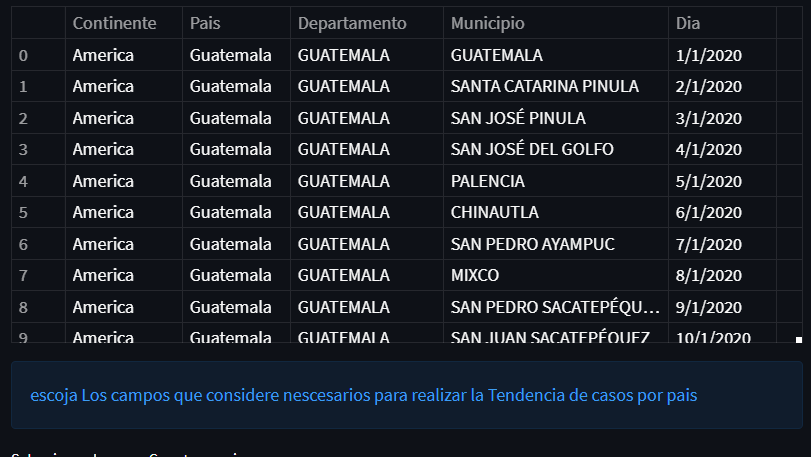 Continente Pais Departamento Municipio Dia
0 America Guatemala GUATEMALA GUATEMALA 1/1/2020
1 America Guatemala GUATEMALA SANTA CATARINA PINULA 2/1/2020
2 America Guatemala GUATEMALA SAN JOSÉ PINULA 3/1/2020
3 America Guatemala GUATEMALA SAN JOSÉ DEL GOLFO 4/1/2020
4 America Guatemala GUATEMALA PALENCIA 5/1/2020
5 America Guatemala GUATEMALA CHINAUTLA 6/1/2020
6 America Guatemala GUATEMALA SAN PEDRO AYAMPUC 7/1/2020
7 America Guatemala GUATEMALA MIXCO 8/1/2020
8 America Guatemala GUATEMALA SAN PEDRO SACATEPÉQU... 9/1/2020
9 America Guatemala GUATEMALA SAN JUAN SACATEPÉQUEZ 10/1/2020
escoja Los campos que considere nescesarios para realizar la Tendencia de casos por pais